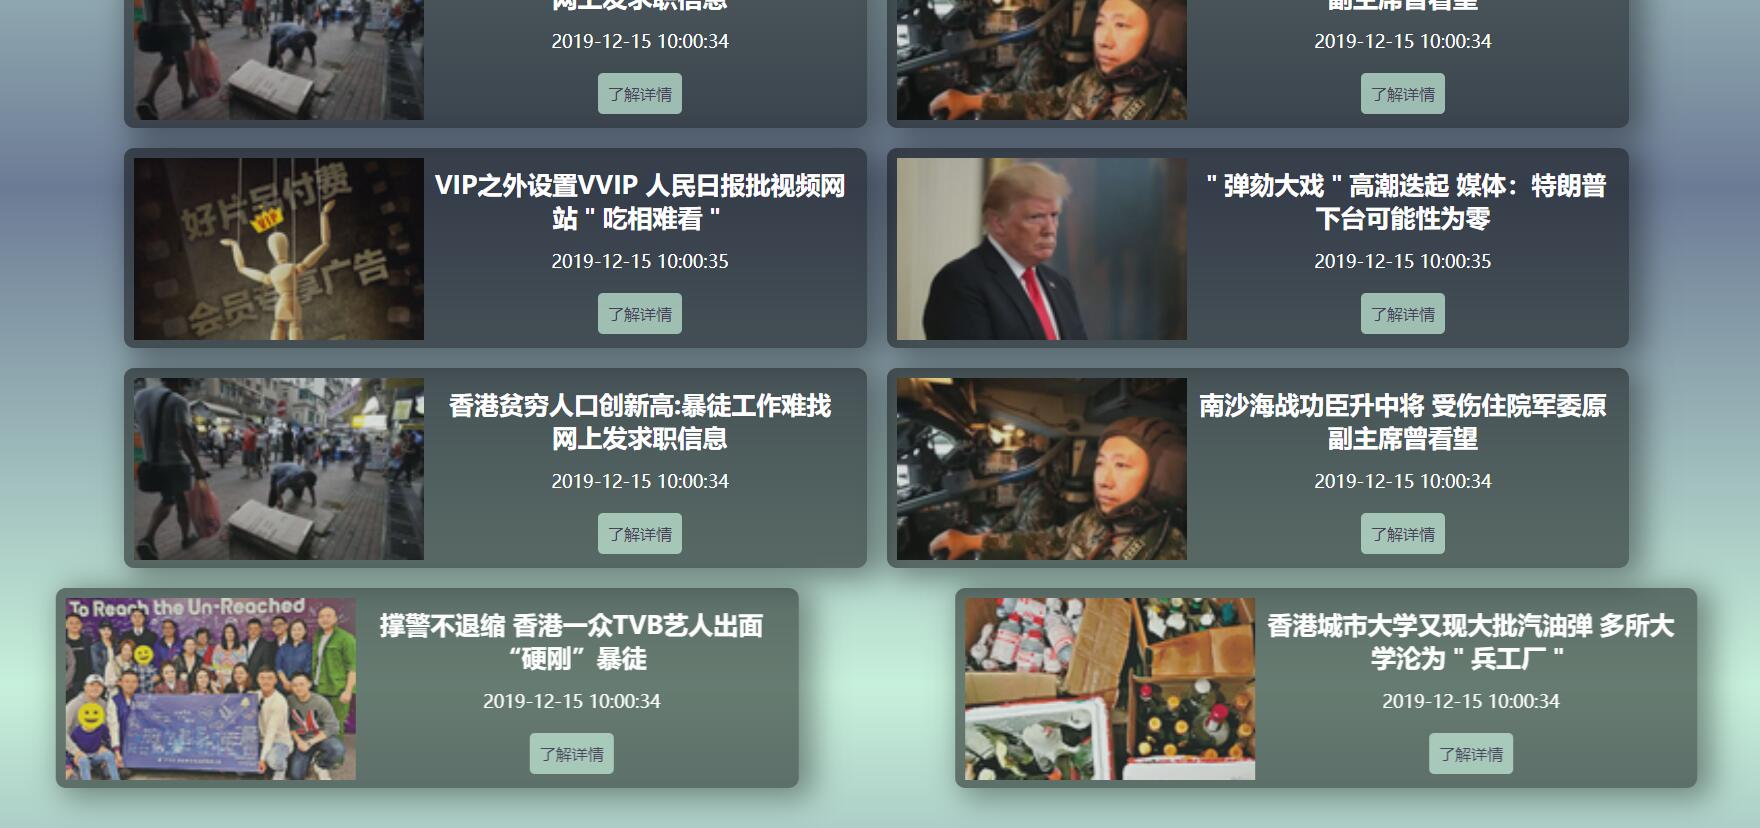 网上发求职信息
2019-12-15 10:00:34
了解详情
副主席曾看望
2019-12-15 10:00:34
了解详情
好片另付费
VIP
会员专享广告
VIP之外设置VVIP 人民日报批视频网
站＂吃相难看＂
2019-12-15 10:00:35
了解详情
＂弹劾大戏＂高潮迭起 媒体：特朗普
下台可能性为零
2019-12-15 10:00:35
了解详情
香港贫穷人口创新高:暴徒工作难找
网上发求职信息
2019-12-15 10:00:34
了解详情
南沙海战功臣升中将 受伤住院军委原
副主席曾看望
2019-12-15 10:00:34
了解详情
To Reach the Un-Reached
撑警不退缩 香港一众TVB艺人出面
“硬刚”暴徒
2019-12-15 10:00:34
了解详情
香港城市大学又现大批汽油弹 多所大
学沦为＂兵工厂＂
2019-12-15 10:00:34
了解详情